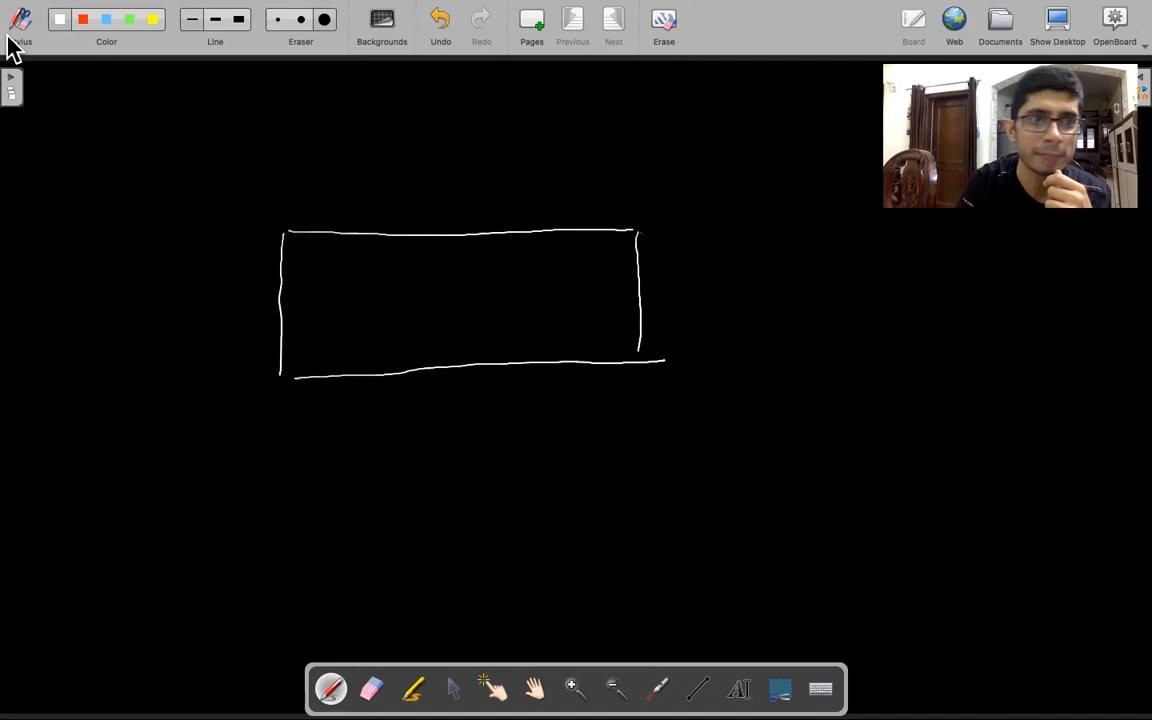 Color
Line
Eraser
Backgrounds
Undo
Redo
Pages
Previous
Next
Erase
Board
Web
Documents
Show Desktop
OpenBoard